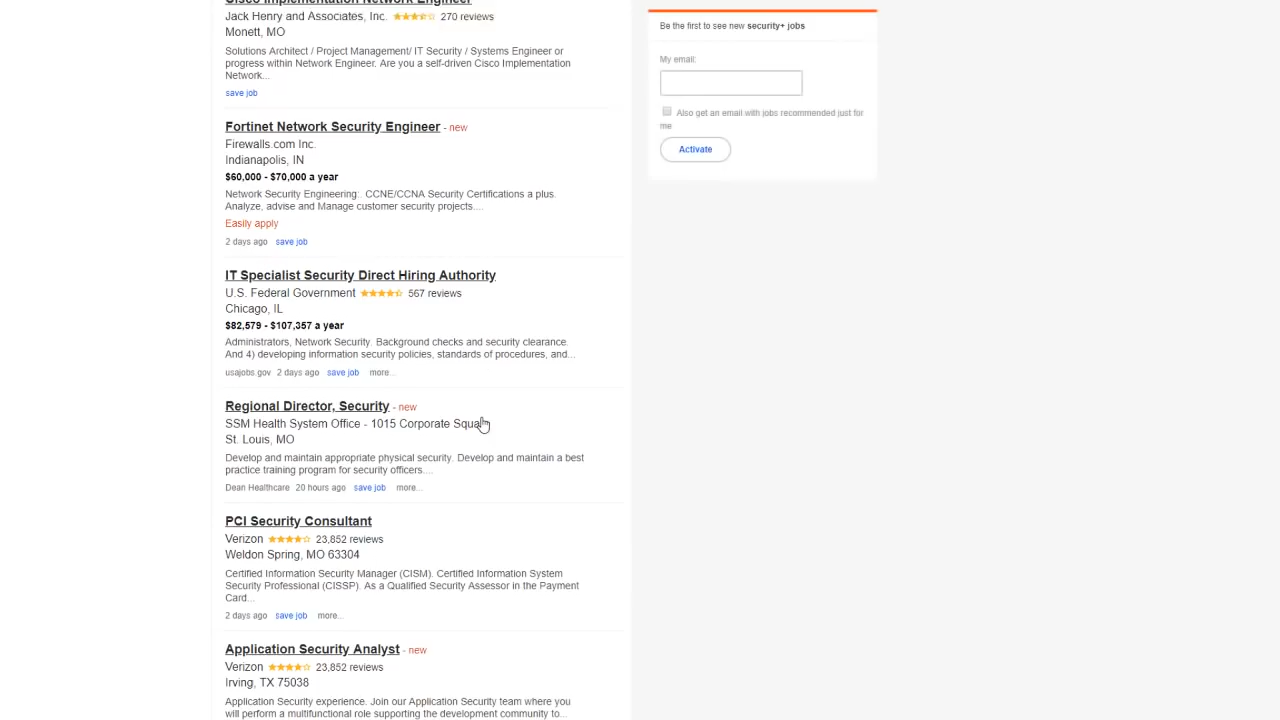 Cisco Implementation Network Engineer
Jack Henry and Associates, Inc. 270 reviews
Monett, MO
Solutions Architect / Project Management/ IT Security / Systems Engineer or
progress within Network Engineer. Are you a self-driven Cisco Implementation
Network...
save job
Fortinet Network Security Engineer - new
Firewalls.com Inc.
Indianapolis, IN
$60,000 - $70,000 a year
Network Security Engineering:. CCNE/CCNA Security Certifications a plus.
Analyze, advise and Manage customer security projects....
Easily apply
2 days ago save job
IT Specialist Security Direct Hiring Authority
U.S. Federal Government 567 reviews
Chicago, IL
$82,579 - $107,357 a year
Administrators, Network Security. Background checks and security clearance.
And 4) developing information security policies, standards of procedures, and...
usajobs.gov 2 days ago save job more...
Regional Director, Security - new
SSM Health System Office - 1015 Corporate Square
St. Louis, MO
Develop and maintain appropriate physical security. Develop and maintain a best
practice training program for security officers....
Dean Healthcare 20 hours ago save job more...
PCI Security Consultant
Verizon 23,852 reviews
Weldon Spring, MO 63304
Certified Information Security Manager (CISM). Certified Information System
Security Professional (CISSP). As a Qualified Security Assessor in the Payment
Card...
2 days ago save job more...
Application Security Analyst - new
Verizon 23,852 reviews
Irving, TX 75038
Application Security experience. Join our Application Security team where you
will perform a multifunctional role supporting the development community to...
Be the first to see new security+ jobs
My email:
Also get an email with jobs recommended just for
me
Activate